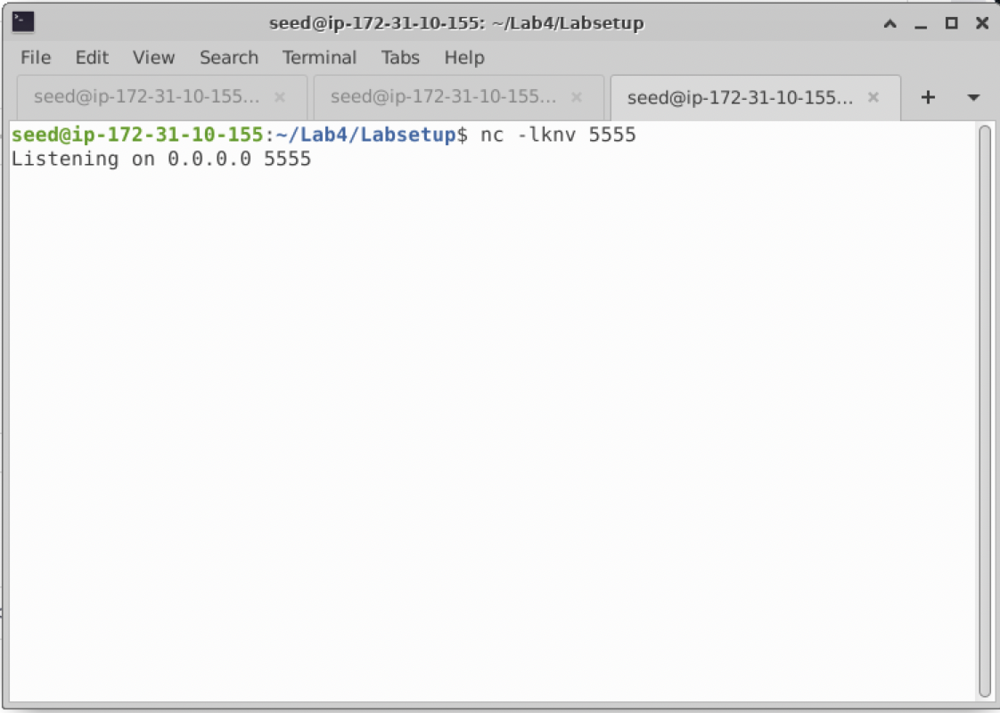 seed@ip-172-31-10-155: ~/Lab4/Labsetup
File Edit View Search Terminal Tabs Help
seed@ip-172-31-10-155... × seed@ip-172-31-10-155... × seed@ip-172-31-10-155... × +
seed@ip-172-31-10-155:~/Lab4/Labsetup$ nc -lknv 5555
Listening on 0.0.0.0 5555